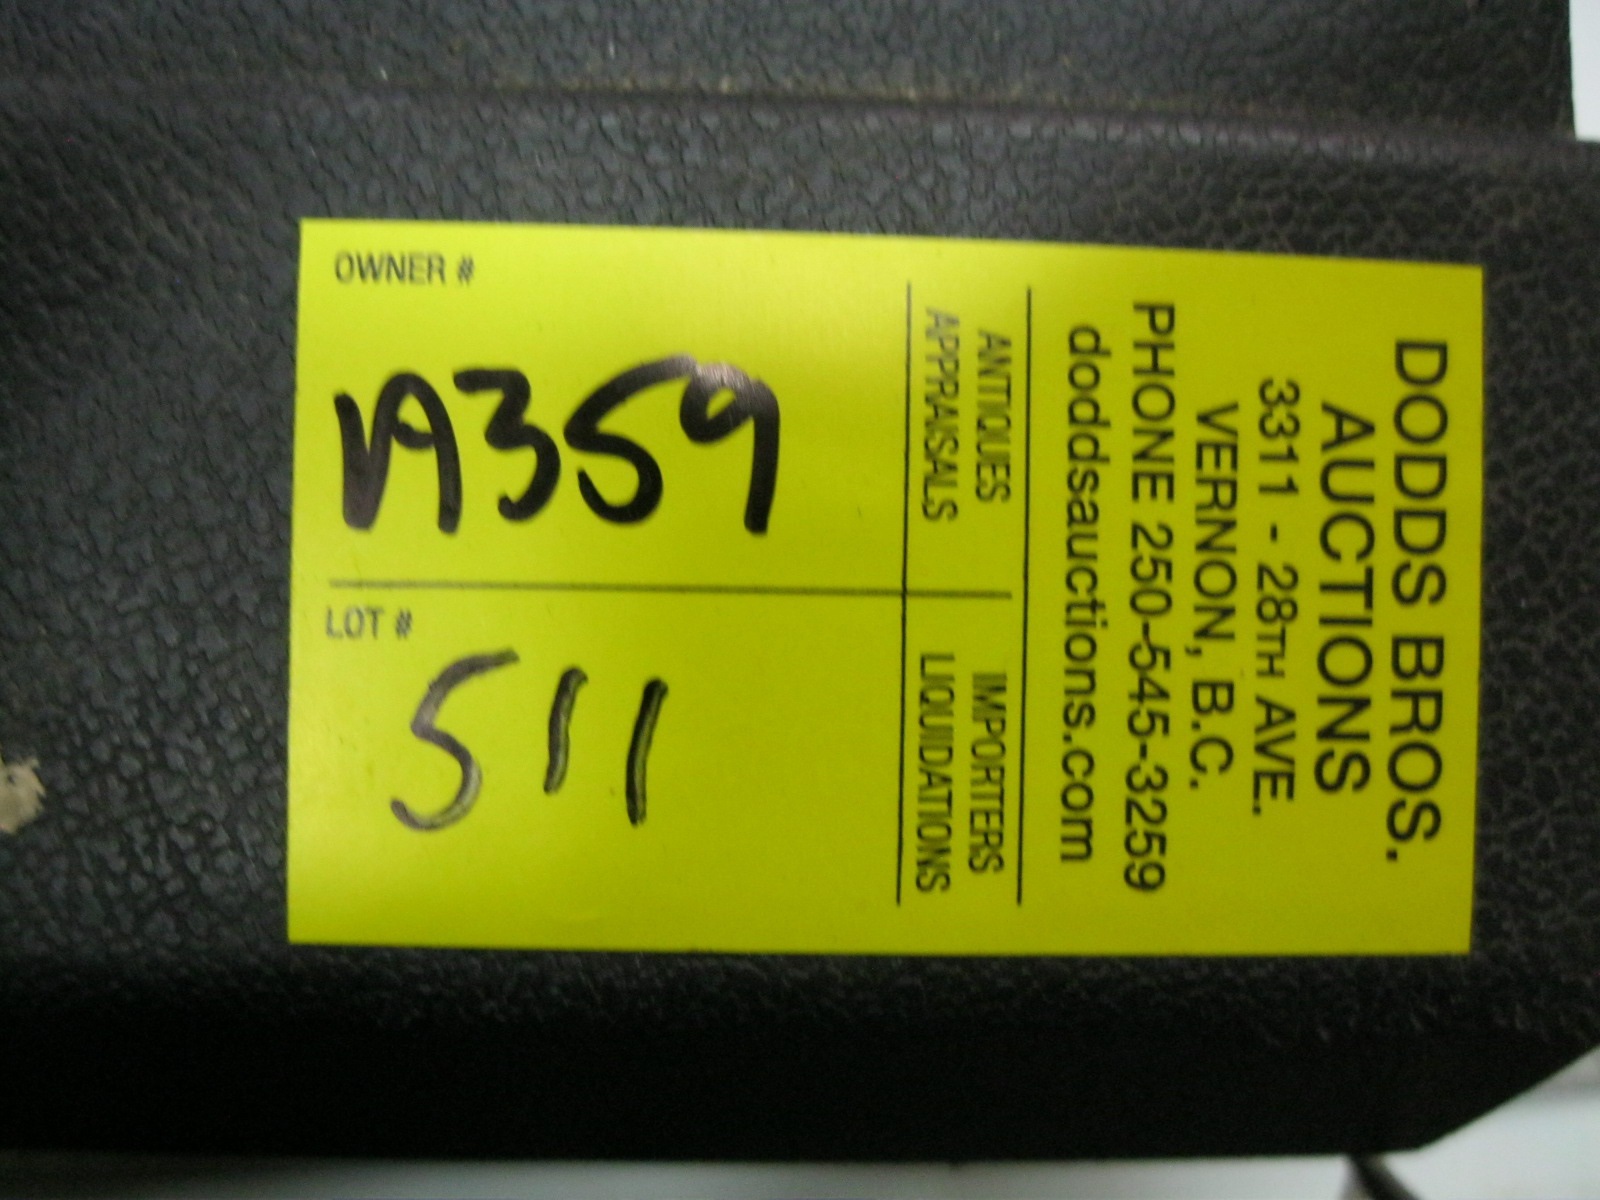 DODDS BROS.
AUCTIONS
3311 - 28TH AVE.
VERNON, B.C.
PHONE 250-545-3259
doddsauctions.com
ANTIQUES
APPRAISALS
IMPORTERS
LIQUIDATIONS
OWNER #
A359
LOT #
511